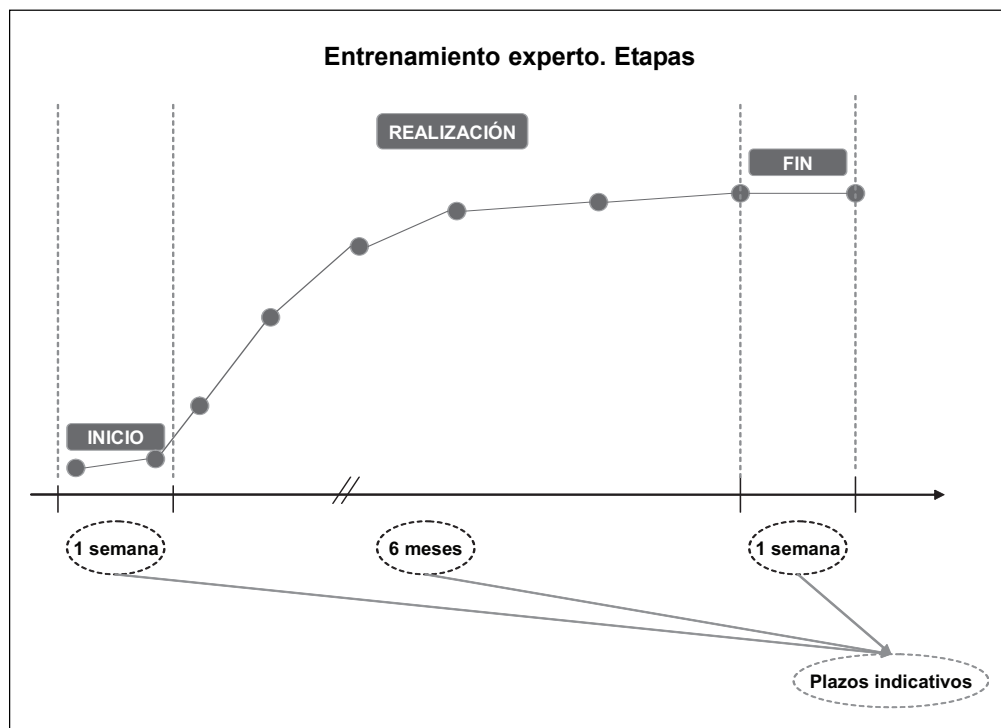 Entrenamiento experto. Etapas
REALIZACIÓN
FIN
INICIO
1 semana
6 meses
1 semana
Plazos indicativos